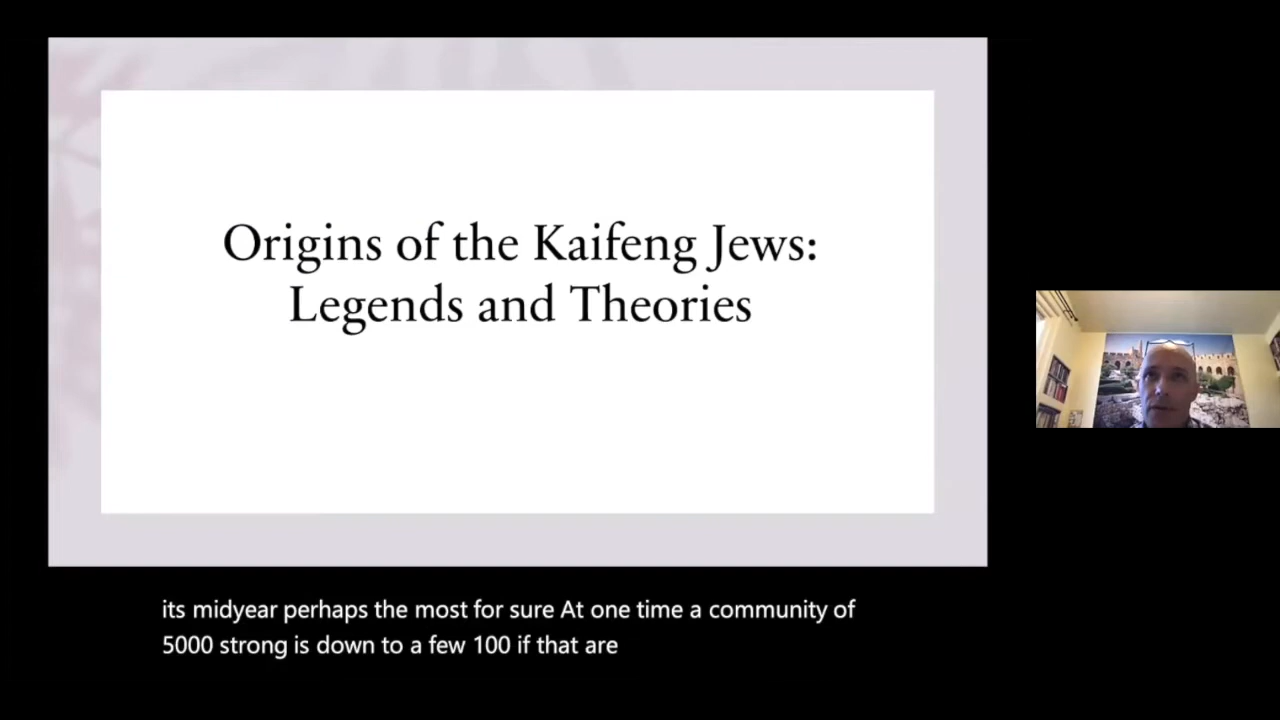 Origins of the Kaifeng Jews:
Legends and Theories
its midyear perhaps the most for sure At one time a community of
5000 strong is down to a few 100 if that are